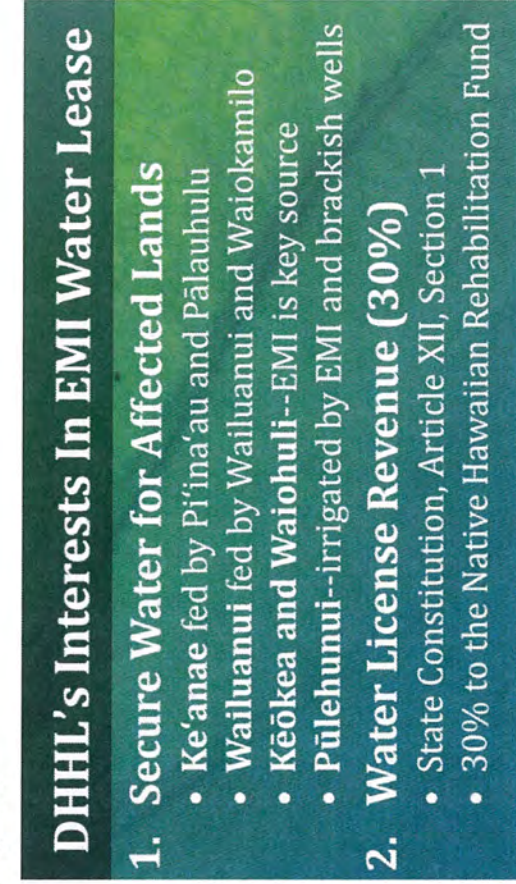 DHHL's Interests In EMI Water Lease
1. Secure Water for Affected Lands
• Ke'anae fed by Pi'ina'au and Pālauhulu
• Wailuanui fed by Wailuanui and Waiokamilo
• Kēōkea and Waiohuli--EMI is key source
• Pūlehunui--irrigated by EMI and brackish wells
2. Water License Revenue (30%)
• State Constitution, Article XII, Section 1
• 30% to the Native Hawaiian Rehabilitation Fund